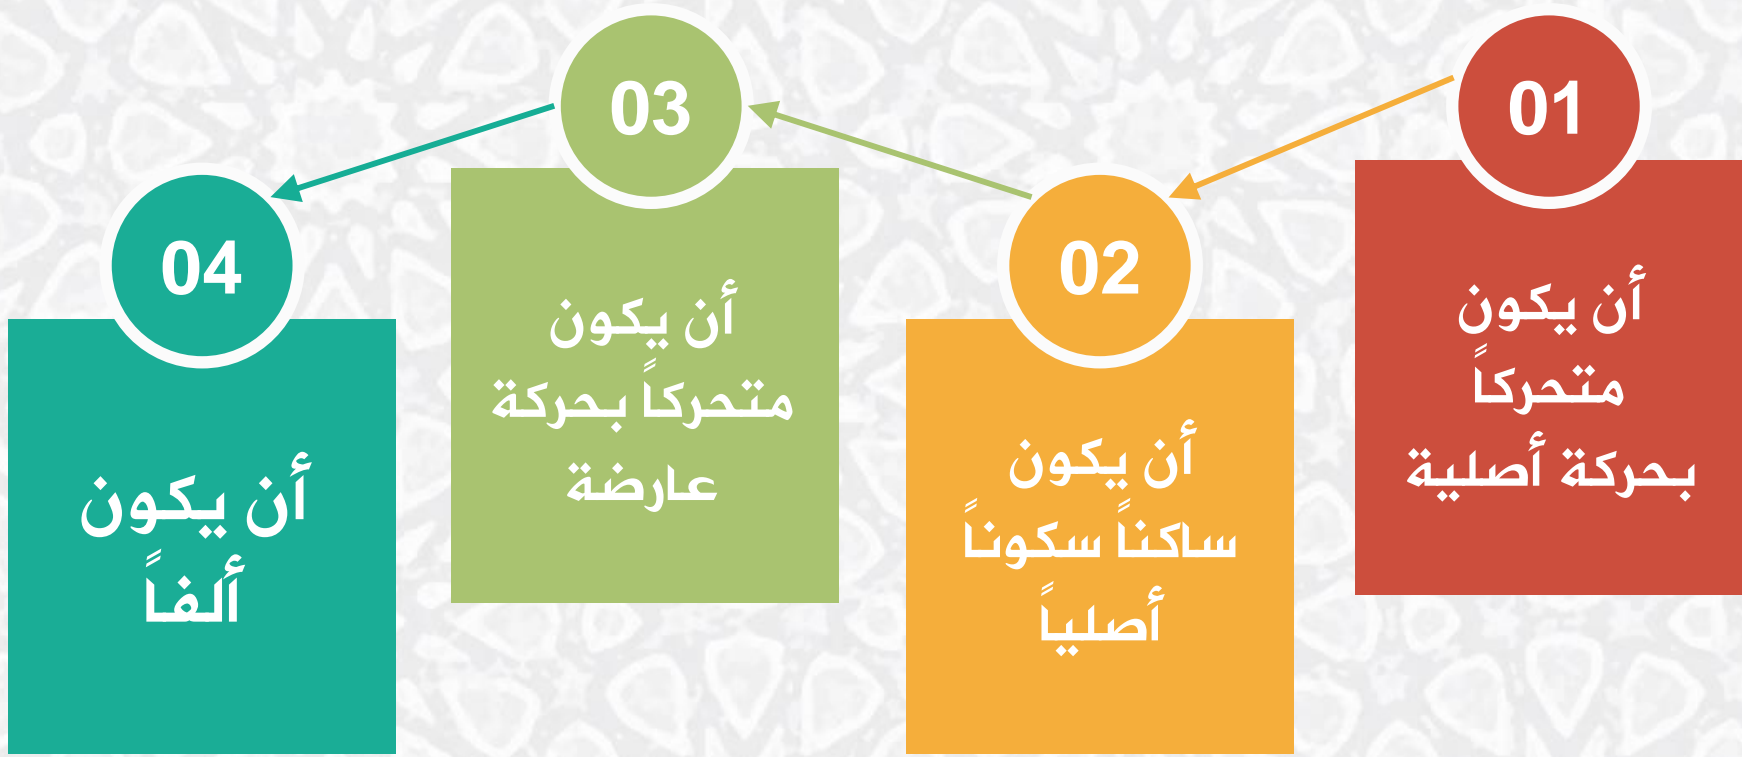 01
أن يكون
متحركاً
بحركة أصلية
02
أن يكون
ساكناً سكوناً
أصلياً
03
أن يكون
متحركاً بحركة
عارضة
04
أن يكون
ألفاً